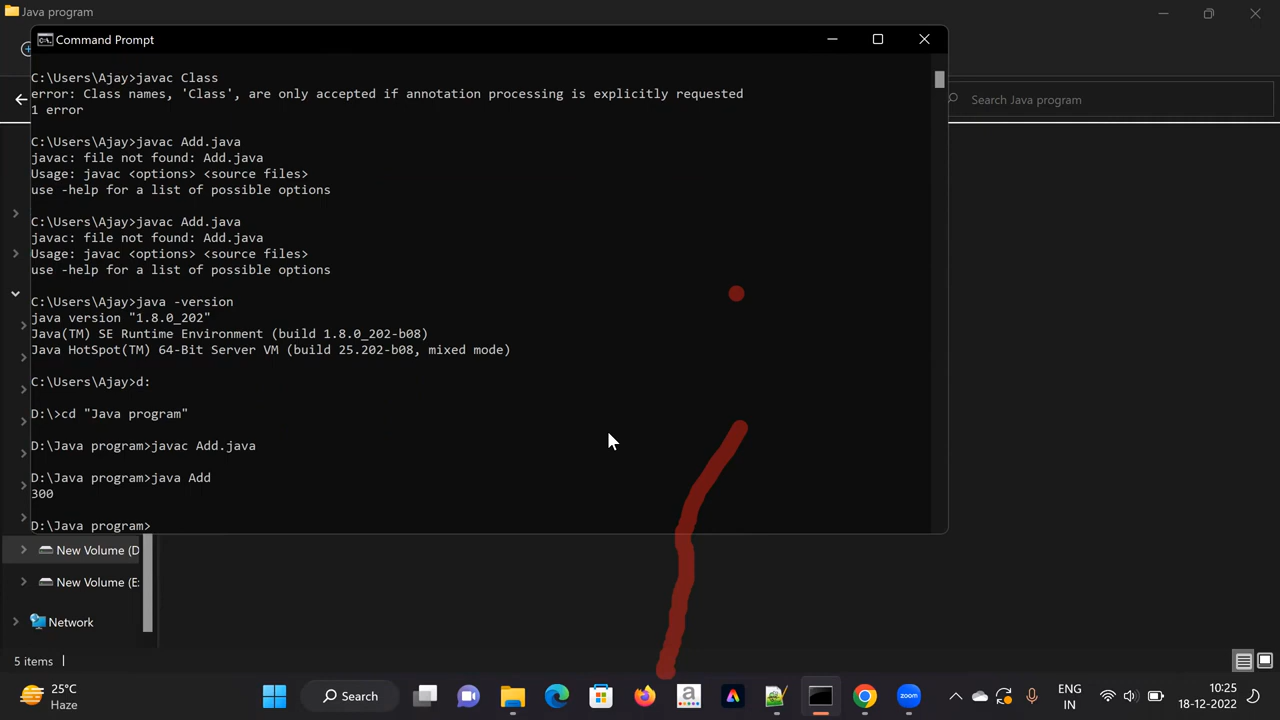 Java program
Command Prompt
C:\Users\Ajay>javac Class
error: Class names, 'Class', are only accepted if annotation processing is explicitly requested
1 error
C:\Users\Ajay>javac Add.java
javac: file not found: Add.java
Usage: javac <options> <source files>
use -help for a list of possible options
C:\Users\Ajay>javac Add.java
javac: file not found: Add.java
Usage: javac <options> <source files>
use -help for a list of possible options
C:\Users\Ajay>java -version
java version "1.8.0_202"
Java(TM) SE Runtime Environment (build 1.8.0_202-b08)
Java HotSpot(TM) 64-Bit Server VM (build 25.202-b08, mixed mode)
C:\Users\Ajay>d:
D:\>cd "Java program"
D:\Java program>javac Add.java
D:\Java program>java Add
300
D:\Java program>
Search Java program
New Volume (D
New Volume (E:
Network
5 items
25°C
Haze
Search
a
zoom
ENG
IN
10:25
18-12-2022